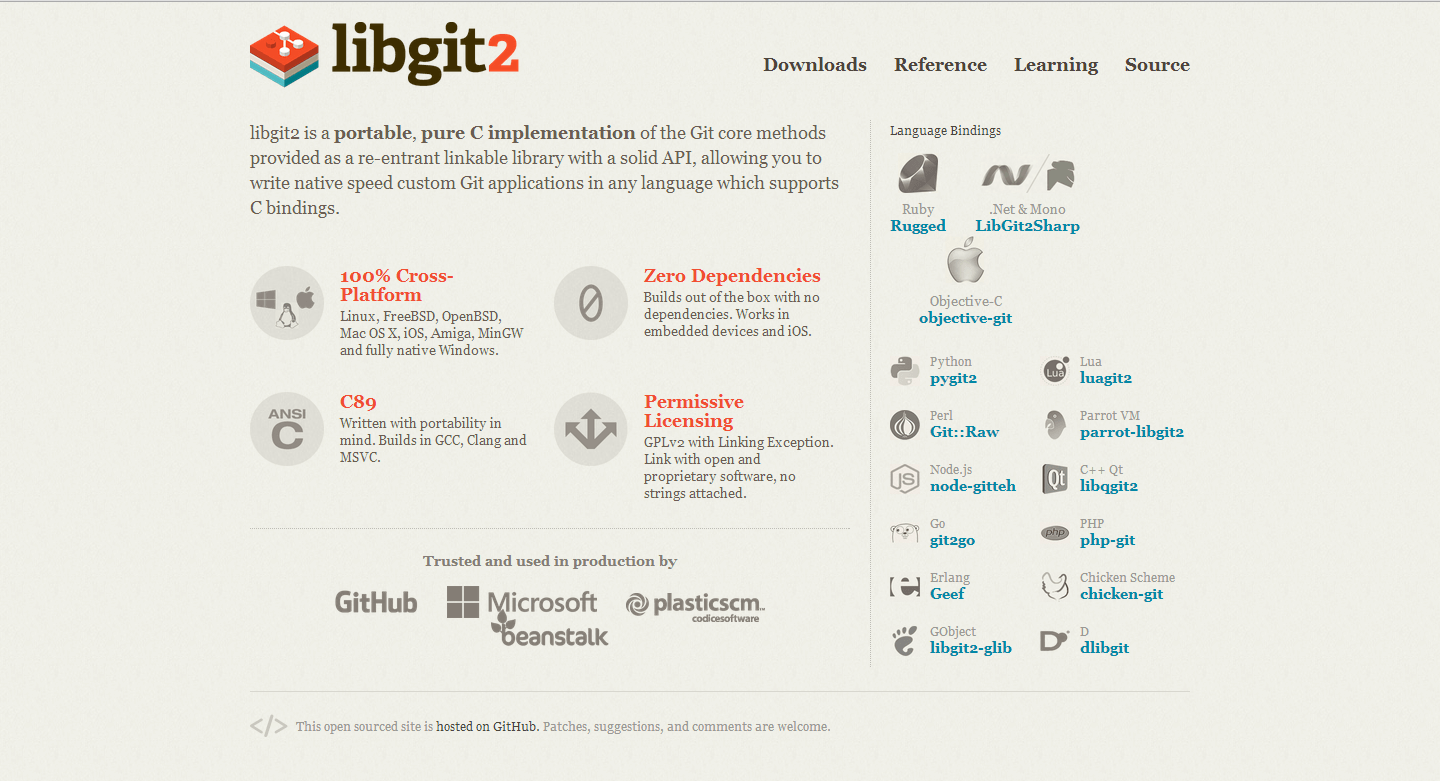 libgit2
Downloads Reference Learning Source
libgit2 is a portable, pure C implementation of the Git core methods
provided as a re-entrant linkable library with a solid API, allowing you to
write native speed custom Git applications in any language which supports
C bindings.
100% Cross-
Platform
Linux, FreeBSD, OpenBSD,
Mac OS X, iOS, Amiga, MinGW
and fully native Windows.
0
Zero Dependencies
Builds out of the box with no
dependencies. Works in
embedded devices and iOS.
ANSI
C
C89
Written with portability in
mind. Builds in GCC, Clang and
MSVC.
Permissive
Licensing
GPLv2 with Linking Exception.
Link with open and
proprietary software, no
strings attached.
Trusted and used in production by
GitHub Microsoft plasticscm
codicesoftware
beanstalk
Language Bindings
Ruby
Rugged
.Net & Mono
LibGit2Sharp
Objective-C
objective-git
Python
pygit2
Lua
Lua
luagit2
Perl
Git::Raw
Parrot VM
parrot-libgit2
JS
Node.js
node-gitteh
Qt
C++ Qt
libqgit2
Go
git2go
php
PHP
php-git
e
Erlang
Geef
Chicken Scheme
chicken-git
GObject
libgit2-glib
D
D
dlibgit
</> This open sourced site is hosted on GitHub. Patches, suggestions, and comments are welcome.